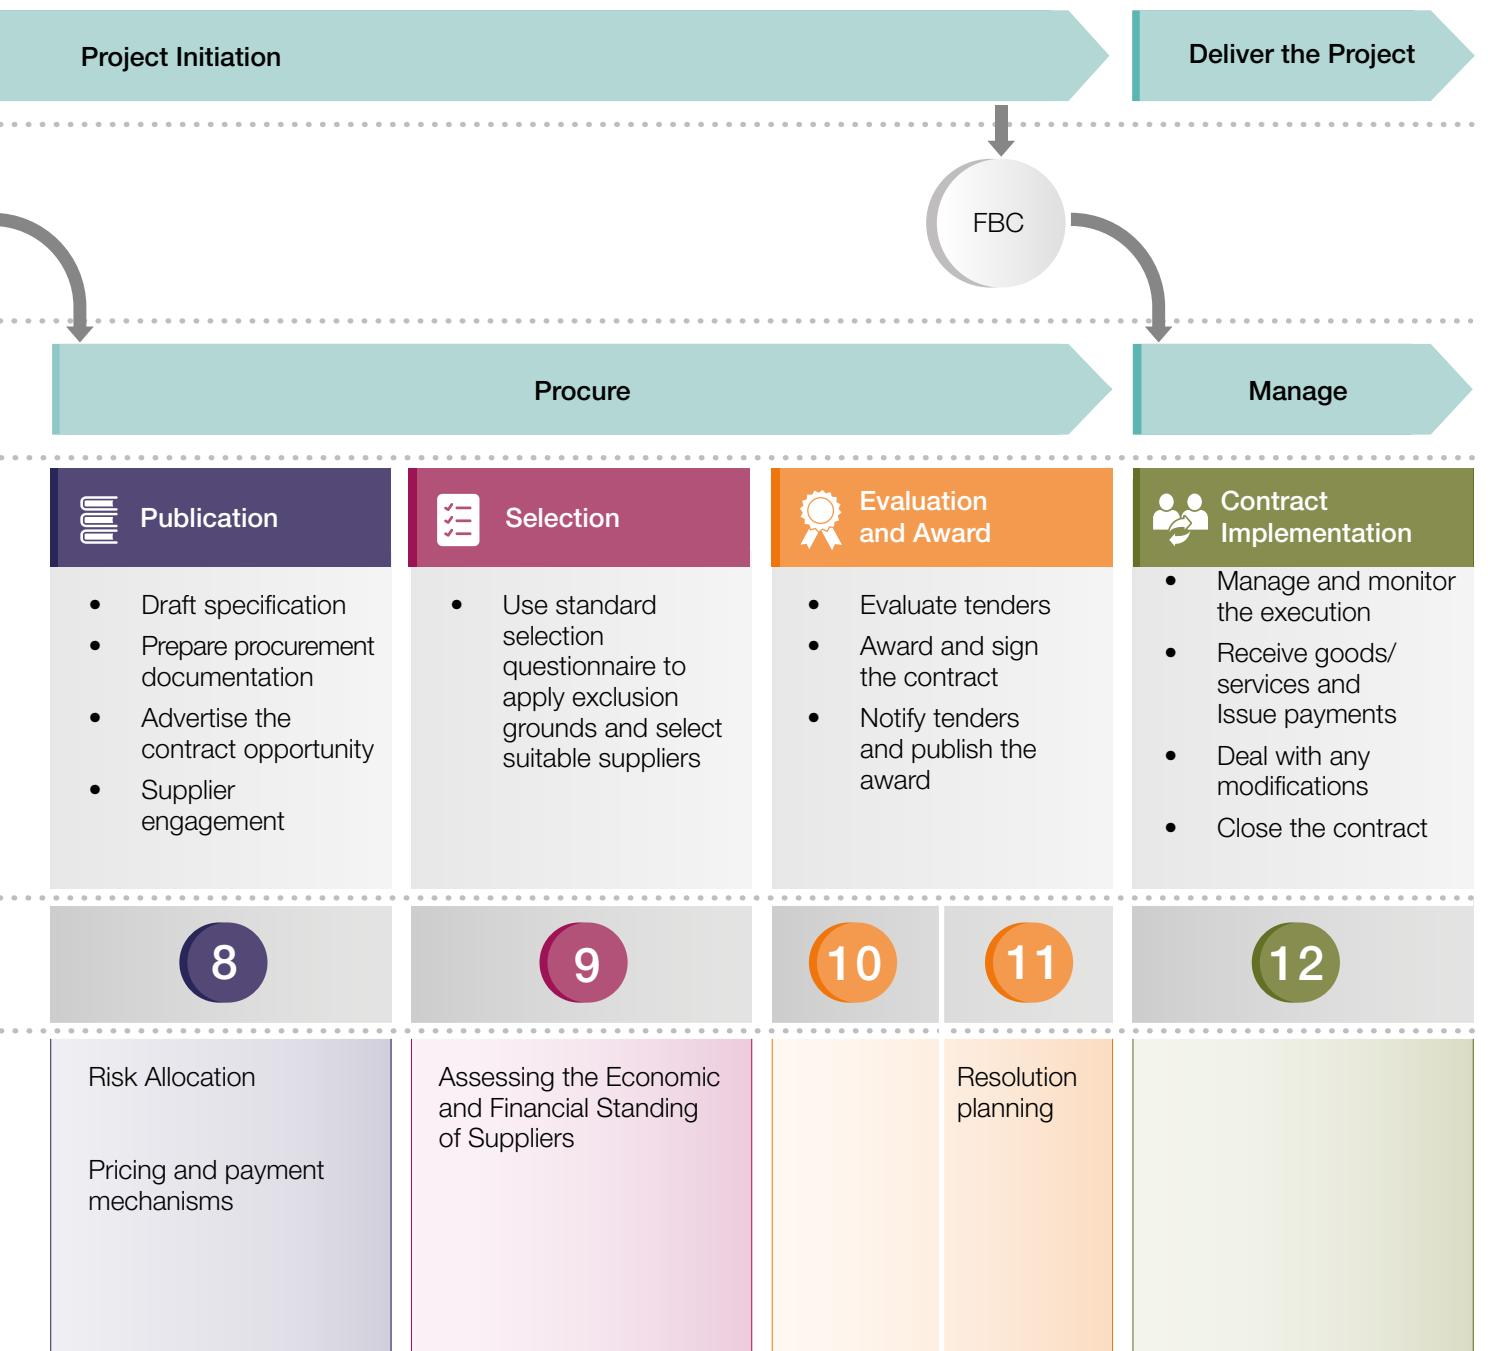 Project Initiation
Deliver the Project
FBC
Procure
Manage
Publication
• Draft specification
• Prepare procurement
documentation
• Advertise the
contract opportunity
• Supplier
engagement
Selection
• Use standard
selection
questionnaire to
apply exclusion
grounds and select
suitable suppliers
Evaluation
and Award
• Evaluate tenders
• Award and sign
the contract
• Notify tenders
and publish the
award
Contract
Implementation
• Manage and monitor
the execution
• Receive goods/
services and
Issue payments
• Deal with any
modifications
• Close the contract
8
9
10
11
12
Risk Allocation
Pricing and payment
mechanisms
Assessing the Economic
and Financial Standing
of Suppliers
Resolution
planning